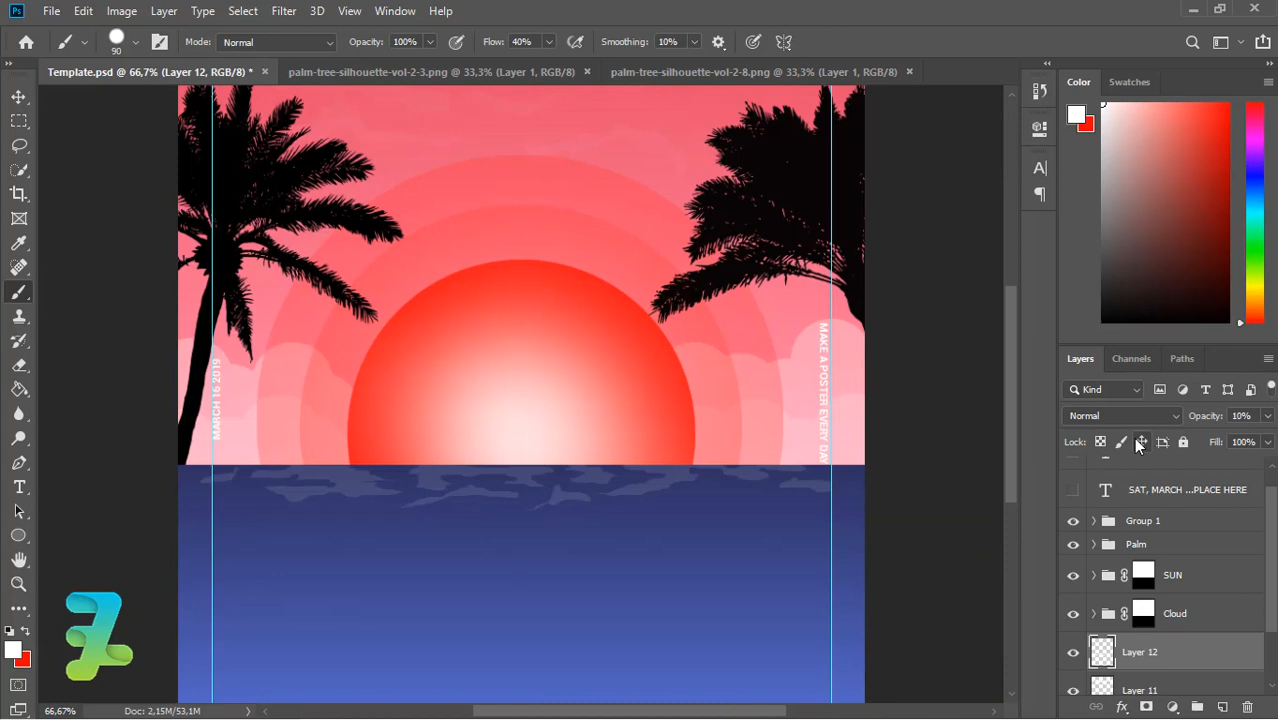 Ps File Edit Image Layer Type Select Filter 3D View Window Help
90 Mode: Normal Opacity: 100% Flow: 40% Smoothing: 10%
Template.psd @ 66,7% (Layer 12, RGB/8) * × palm-tree-silhouette-vol-2-3.png @ 33,3% (Layer 1, RGB/8) × palm-tree-silhouette-vol-2-8.png @ 33,3% (Layer 1, RGB/8) ×
MARCH 16 2019
MAKE A POSTER EVERY DAY
Color Swatches
Layers Channels Paths
Kind
Normal Opacity: 10%
Lock: Fill: 100%
SAT, MARCH ...PLACE HERE
Group 1
Palm
SUN
Cloud
Layer 12
Layer 11
66,67% Doc: 2,15M/53,1M